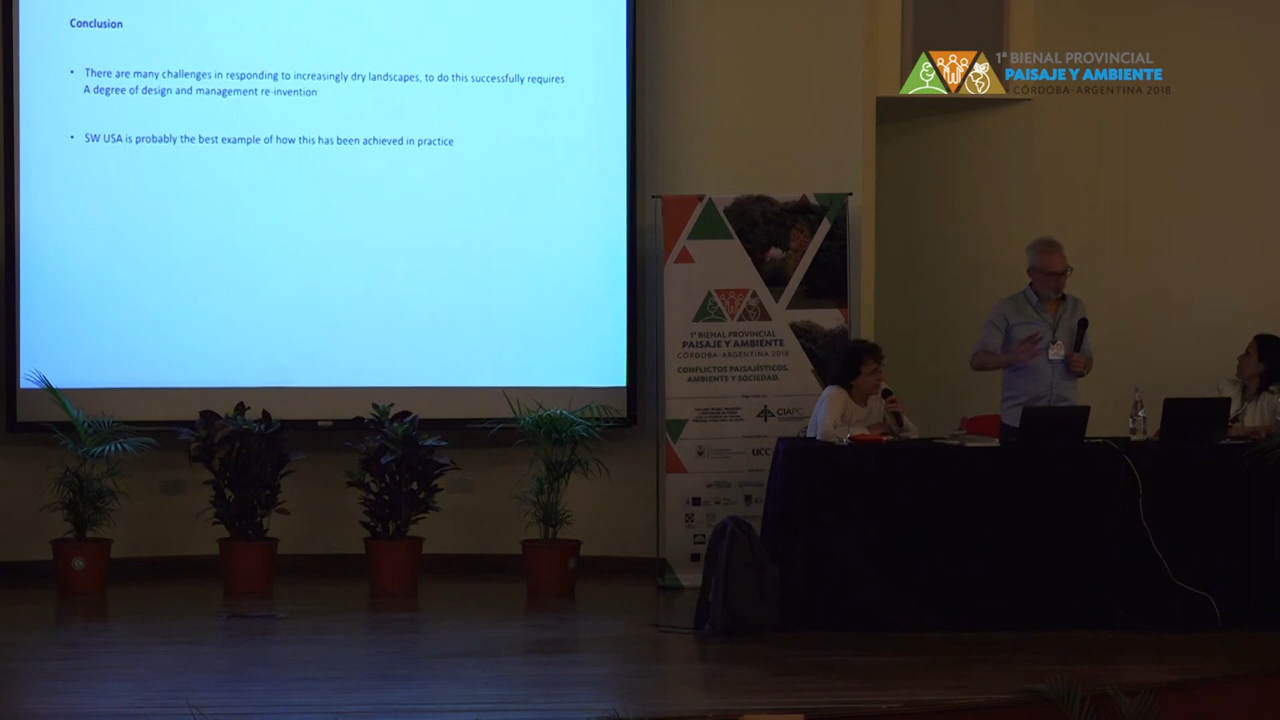 Conclusion
• There are many challenges in responding to increasingly dry landscapes, to do this successfully requires
A degree of design and management re-invention
• SW USA is probably the best example of how this has been achieved in practice
1ª BIENAL PROVINCIAL
PAISAJE Y AMBIENTE
CÓRDOBA-ARGENTINA 2018
1ª BIENAL PROVINCIAL
PAISAJE Y AMBIENTE
CÓRDOBA-ARGENTINA 2018
CONFLICTOS PAISAJÍSTICOS.
AMBIENTE Y SOCIEDAD.
CIAPC
UCC